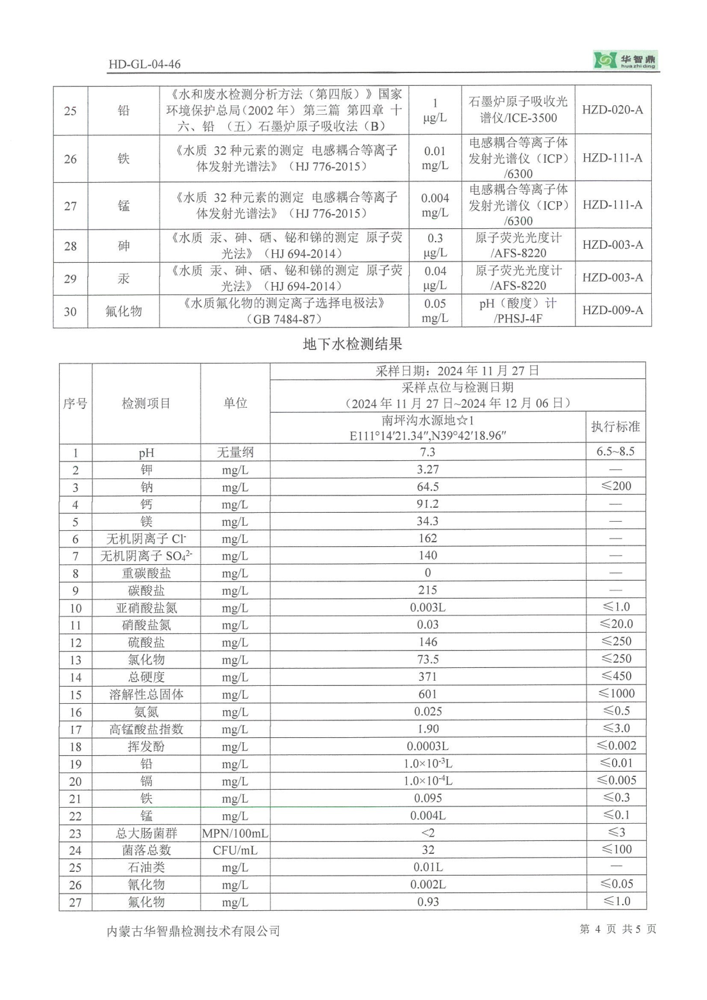 HD-GL-04-46
华智鼎
huazhiding
25 铅 《水和废水检测分析方法（第四版）》国家环境保护总局(2002 年) 第三篇 第四章 十六、铅 （五）石墨炉原子吸收法（B） 1 μg/L 石墨炉原子吸收光谱仪/ICE-3500 HZD-020-A
26 铁 《水质 32 种元素的测定 电感耦合等离子体发射光谱法》（HJ 776-2015） 0.01 mg/L 电感耦合等离子体发射光谱仪（ICP）/6300 HZD-111-A
27 锰 《水质 32 种元素的测定 电感耦合等离子体发射光谱法》（HJ 776-2015） 0.004 mg/L 电感耦合等离子体发射光谱仪（ICP）/6300 HZD-111-A
28 砷 《水质 汞、砷、硒、铋和锑的测定 原子荧光法》（HJ 694-2014） 0.3 μg/L 原子荧光光度计/AFS-8220 HZD-003-A
29 汞 《水质 汞、砷、硒、铋和锑的测定 原子荧光法》（HJ 694-2014） 0.04 μg/L 原子荧光光度计/AFS-8220 HZD-003-A
30 氟化物 《水质氟化物的测定离子选择电极法》（GB 7484-87） 0.05 mg/L pH（酸度）计/PHSJ-4F HZD-009-A
地下水检测结果
序号 检测项目 单位 采样日期：2024 年 11 月 27 日
采样点位与检测日期
（2024 年 11 月 27 日~2024 年 12 月 06 日）
南坪沟水源地☆1
E111°14′21.34″,N39°42′18.96″
执行标准
1 pH 无量纲 7.3 6.5~8.5
2 钾 mg/L 3.27 —
3 钠 mg/L 64.5 ≤200
4 钙 mg/L 91.2 —
5 镁 mg/L 34.3 —
6 无机阴离子 Cl⁻ mg/L 162 —
7 无机阴离子 SO₄²⁻ mg/L 140 —
8 重碳酸盐 mg/L 0 —
9 碳酸盐 mg/L 215 —
10 亚硝酸盐氮 mg/L 0.003L ≤1.0
11 硝酸盐氮 mg/L 0.03 ≤20.0
12 硫酸盐 mg/L 146 ≤250
13 氯化物 mg/L 73.5 ≤250
14 总硬度 mg/L 371 ≤450
15 溶解性总固体 mg/L 601 ≤1000
16 氨氮 mg/L 0.025 ≤0.5
17 高锰酸盐指数 mg/L 1.90 ≤3.0
18 挥发酚 mg/L 0.0003L ≤0.002
19 铅 mg/L 1.0×10⁻³L ≤0.01
20 镉 mg/L 1.0×10⁻⁴L ≤0.005
21 铁 mg/L 0.095 ≤0.3
22 锰 mg/L 0.004L ≤0.1
23 总大肠菌群 MPN/100mL <2 ≤3
24 菌落总数 CFU/mL 32 ≤100
25 石油类 mg/L 0.01L —
26 氰化物 mg/L 0.002L ≤0.05
27 氟化物 mg/L 0.93 ≤1.0
内蒙古华智鼎检测技术有限公司
第 4 页 共 5 页